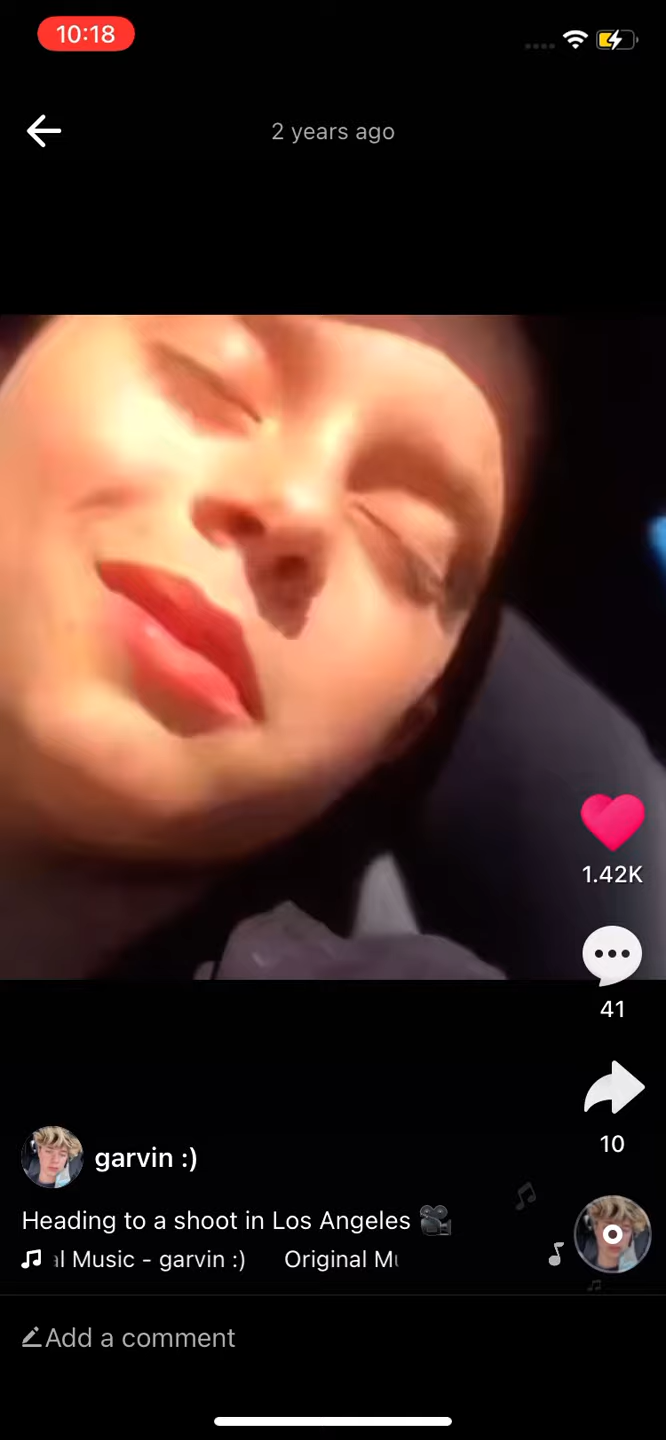 10:18
2 years ago
1.42K
41
10
garvin :)
Heading to a shoot in Los Angeles
l Music - garvin :) Original
Add a comment